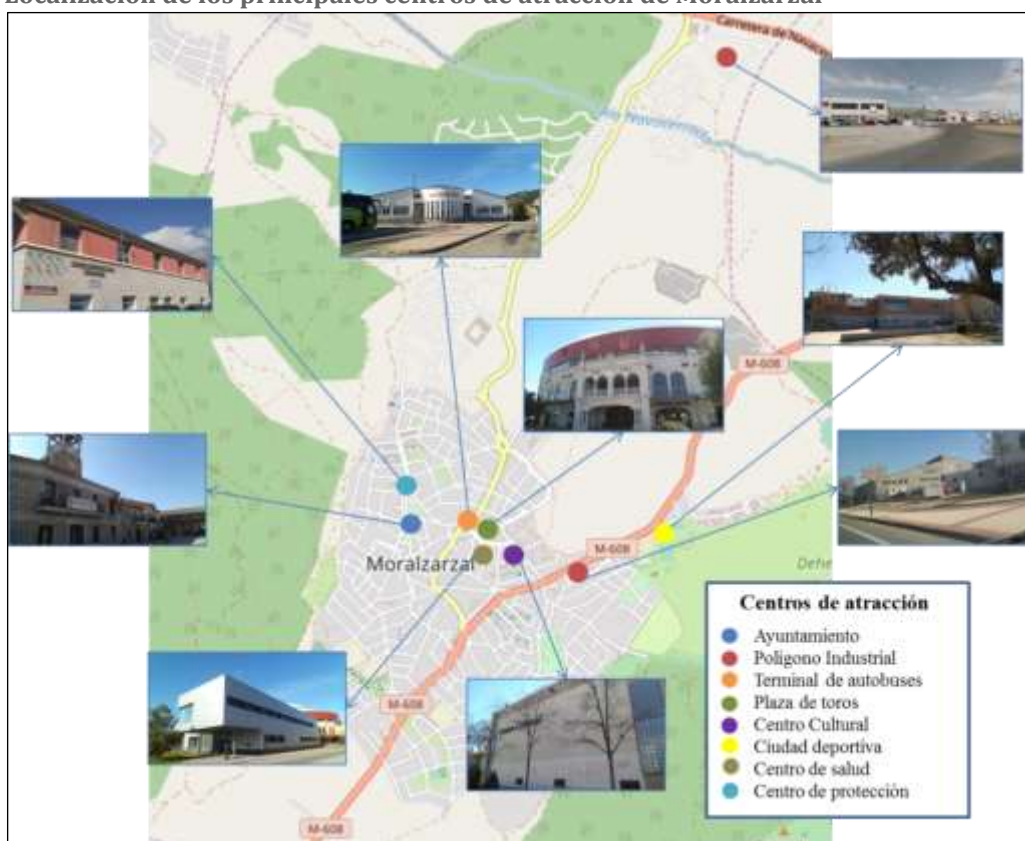 Localización de los principales centros de atracción de Moralzarzal
Carretera de Navace
Navacerrada
M-608
M-608
Moralzarzal
Dehe
M-608
M-608
Centros de atracción
Ayuntamiento
Polígono Industrial
Terminal de autobuses
Plaza de toros
Centro Cultural
Ciudad deportiva
Centro de salud
Centro de protección